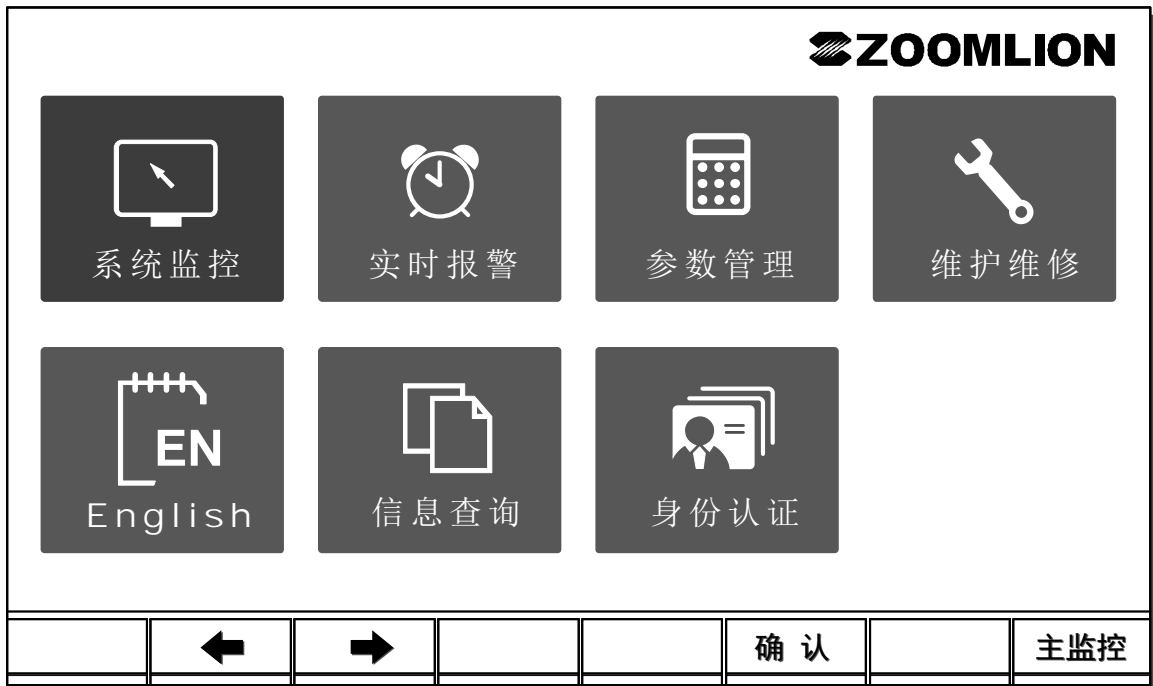 ZOOMLION
系统监控
实时报警
参数管理
维护维修
EN
English
信息查询
身份认证
确 认
主监控